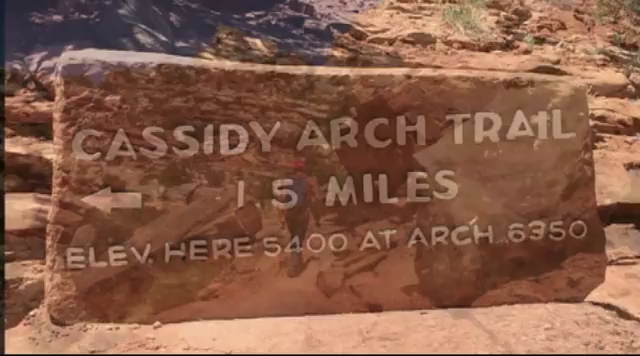 CASSIDY ARCH TRAIL
1.5 MILES
ELEV. HERE 5400 AT ARCH 6350